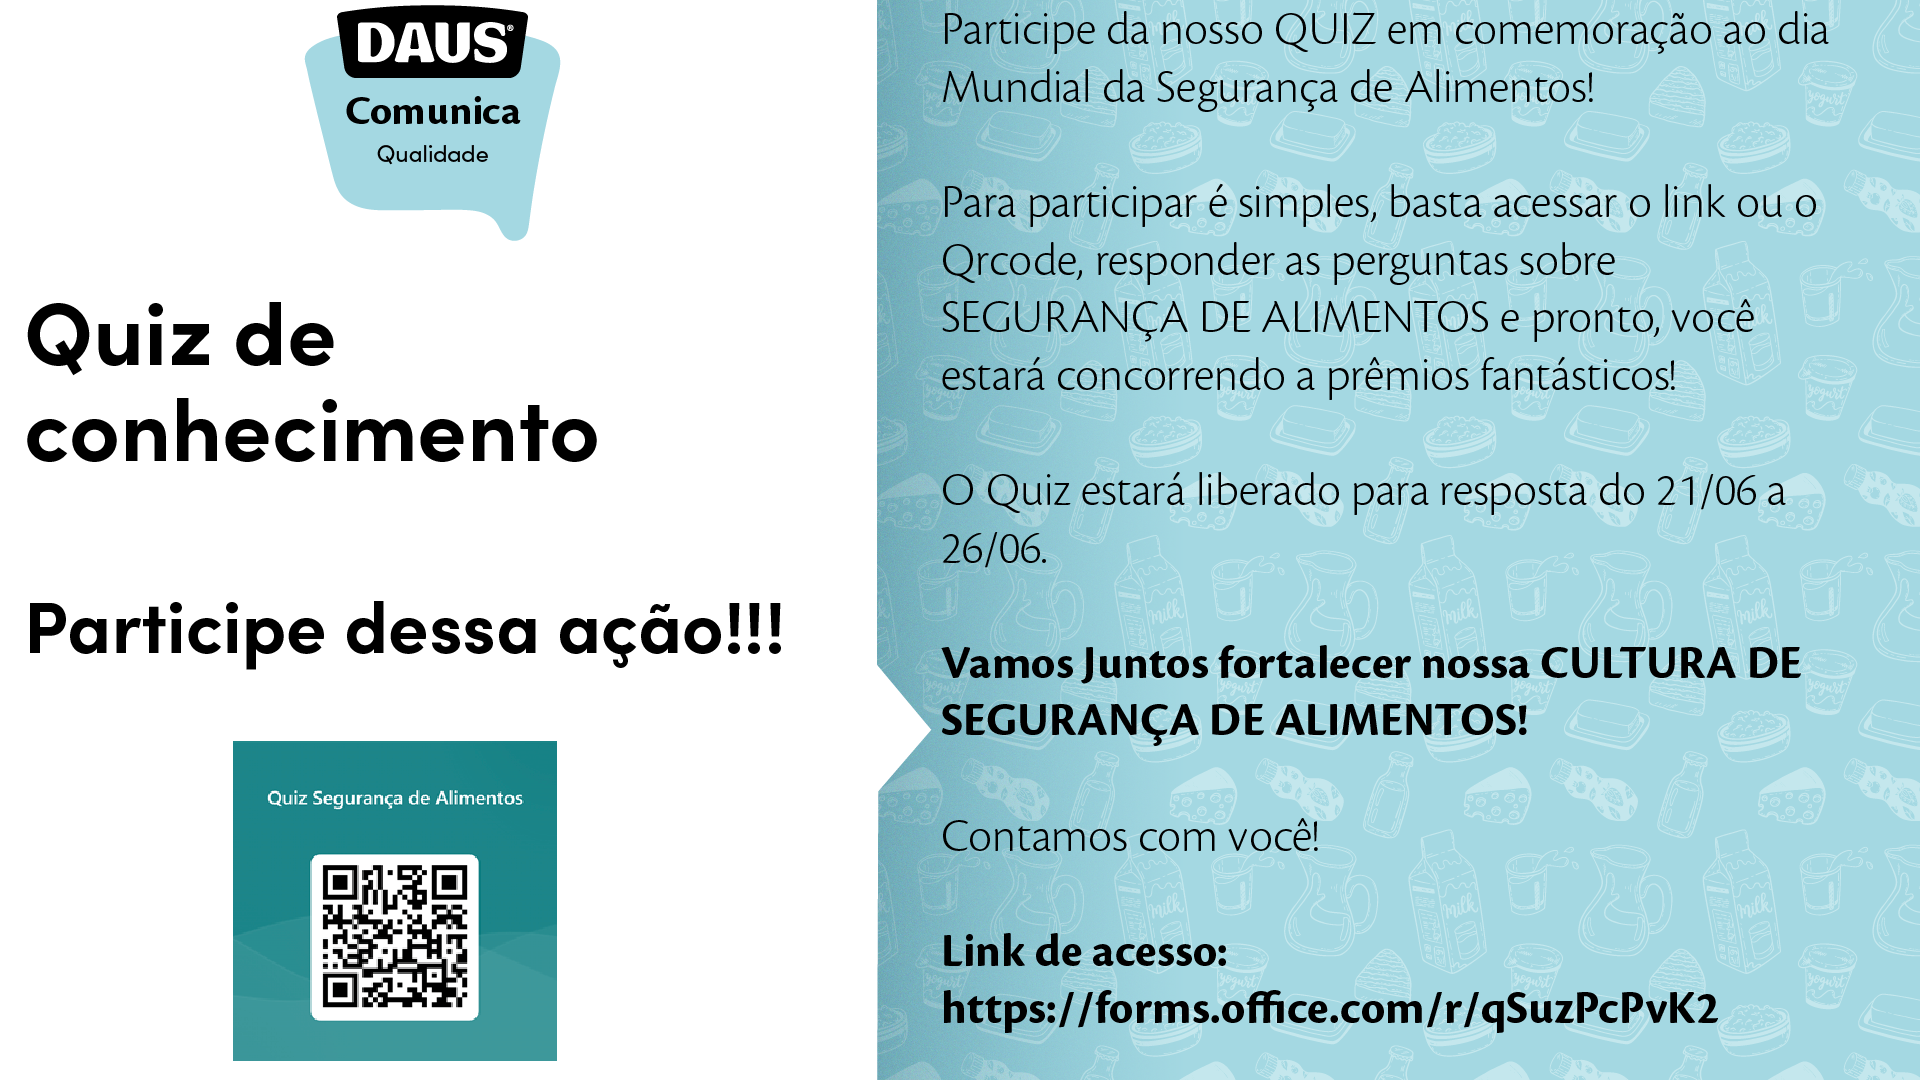 DAUS®
Comunica
Qualidade
Quiz de
conhecimento
Participe dessa ação!!!
Quiz Segurança de Alimentos
Participe da nosso QUIZ em comemoração ao dia
Mundial da Segurança de Alimentos!
Para participar é simples, basta acessar o link ou o
Qrcode, responder as perguntas sobre
SEGURANÇA DE ALIMENTOS e pronto, você
estará concorrendo a prêmios fantásticos!
O Quiz estará liberado para resposta do 21/06 a
26/06.
Vamos Juntos fortalecer nossa CULTURA DE
SEGURANÇA DE ALIMENTOS!
Contamos com você!
Link de acesso:
https://forms.office.com/r/qSuzPcPvK2